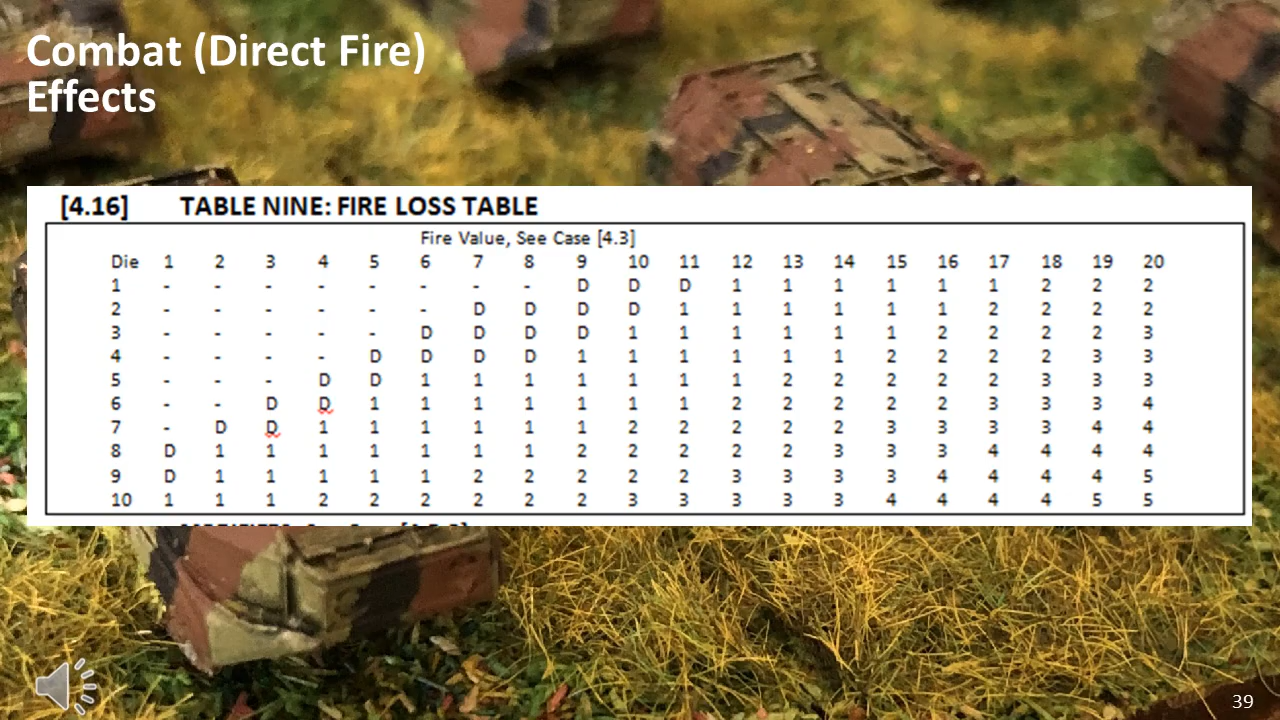 Combat (Direct Fire)
Effects
[4.16] TABLE NINE: FIRE LOSS TABLE
Fire Value, See Case [4.3]
Die 1 2 3 4 5 6 7 8 9 10 11 12 13 14 15 16 17 18 19 20
1 - - - - - - - - D D D 1 1 1 1 1 1 2 2 2
2 - - - - - - D D D D 1 1 1 1 1 1 2 2 2 2
3 - - - - - D D D D 1 1 1 1 1 1 2 2 2 2 3
4 - - - - D D D D 1 1 1 1 1 1 2 2 2 2 3 3
5 - - - D D 1 1 1 1 1 1 1 2 2 2 2 2 3 3 3
6 - - D D 1 1 1 1 1 1 1 2 2 2 2 2 3 3 3 4
7 - D D 1 1 1 1 1 1 2 2 2 2 2 3 3 3 3 4 4
8 D 1 1 1 1 1 1 1 2 2 2 2 2 3 3 3 4 4 4 4
9 D 1 1 1 1 1 2 2 2 2 2 3 3 3 3 4 4 4 4 5
10 1 1 1 2 2 2 2 2 2 3 3 3 3 3 4 4 4 4 5 5
39